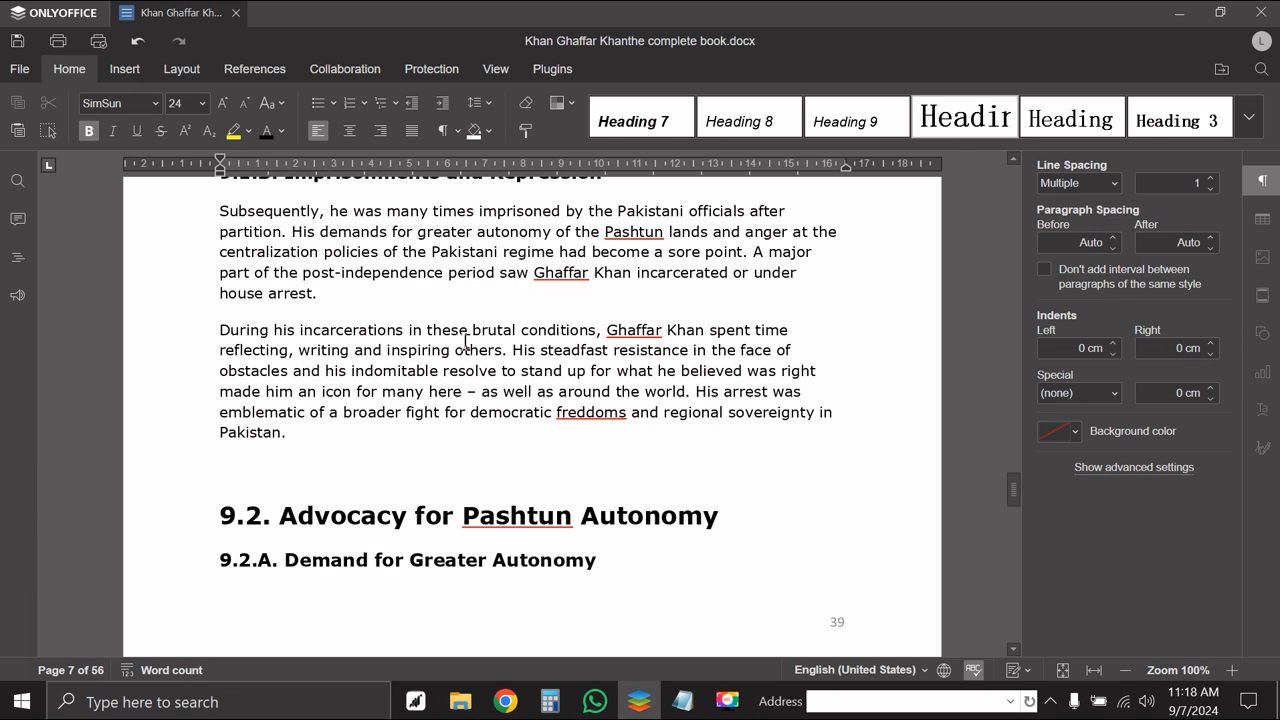 ONLYOFFICE
Khan Ghaffar Kh...
Khan Ghaffar Khanthe complete book.docx
L
File Home Insert Layout References Collaboration Protection View Plugins
SimSun 24
Heading 7 Heading 8 Heading 9 Headir Heading Heading 3
Line Spacing
Multiple 1
Paragraph Spacing
Before After
Auto Auto
Don't add interval between
paragraphs of the same style
Indents
Left Right
0 cm 0 cm
Special
(none) 0 cm
Background color
Show advanced settings
Subsequently, he was many times imprisoned by the Pakistani officials after
partition. His demands for greater autonomy of the Pashtun lands and anger at the
centralization policies of the Pakistani regime had become a sore point. A major
part of the post-independence period saw Ghaffar Khan incarcerated or under
house arrest.
During his incarcerations in these brutal conditions, Ghaffar Khan spent time
reflecting, writing and inspiring others. His steadfast resistance in the face of
obstacles and his indomitable resolve to stand up for what he believed was right
made him an icon for many here – as well as around the world. His arrest was
emblematic of a broader fight for democratic freddoms and regional sovereignty in
Pakistan.
9.2. Advocacy for Pashtun Autonomy
9.2.A. Demand for Greater Autonomy
39
Page 7 of 56 Word count English (United States) Zoom 100%
Type here to search Address 11:18 AM
9/7/2024